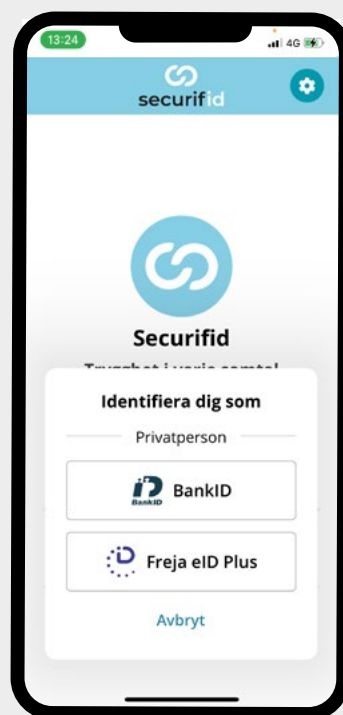 13:24
4G
securifid
Securifid
Identifiera dig som
Privatperson
BankID
BankID
Freja eID Plus
Avbryt